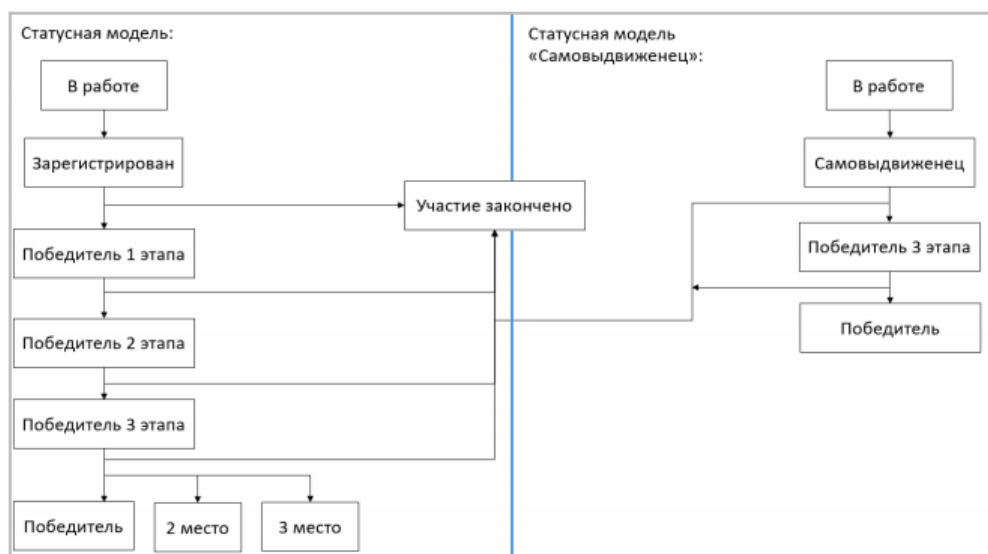 Статусная модель:
В работе
Зарегистрирован
Участие закончено
Победитель 1 этапа
Победитель 2 этапа
Победитель 3 этапа
Победитель
2 место
3 место
Статусная модель
«Самовыдвиженец»:
В работе
Самовыдвиженец
Победитель 3 этапа
Победитель